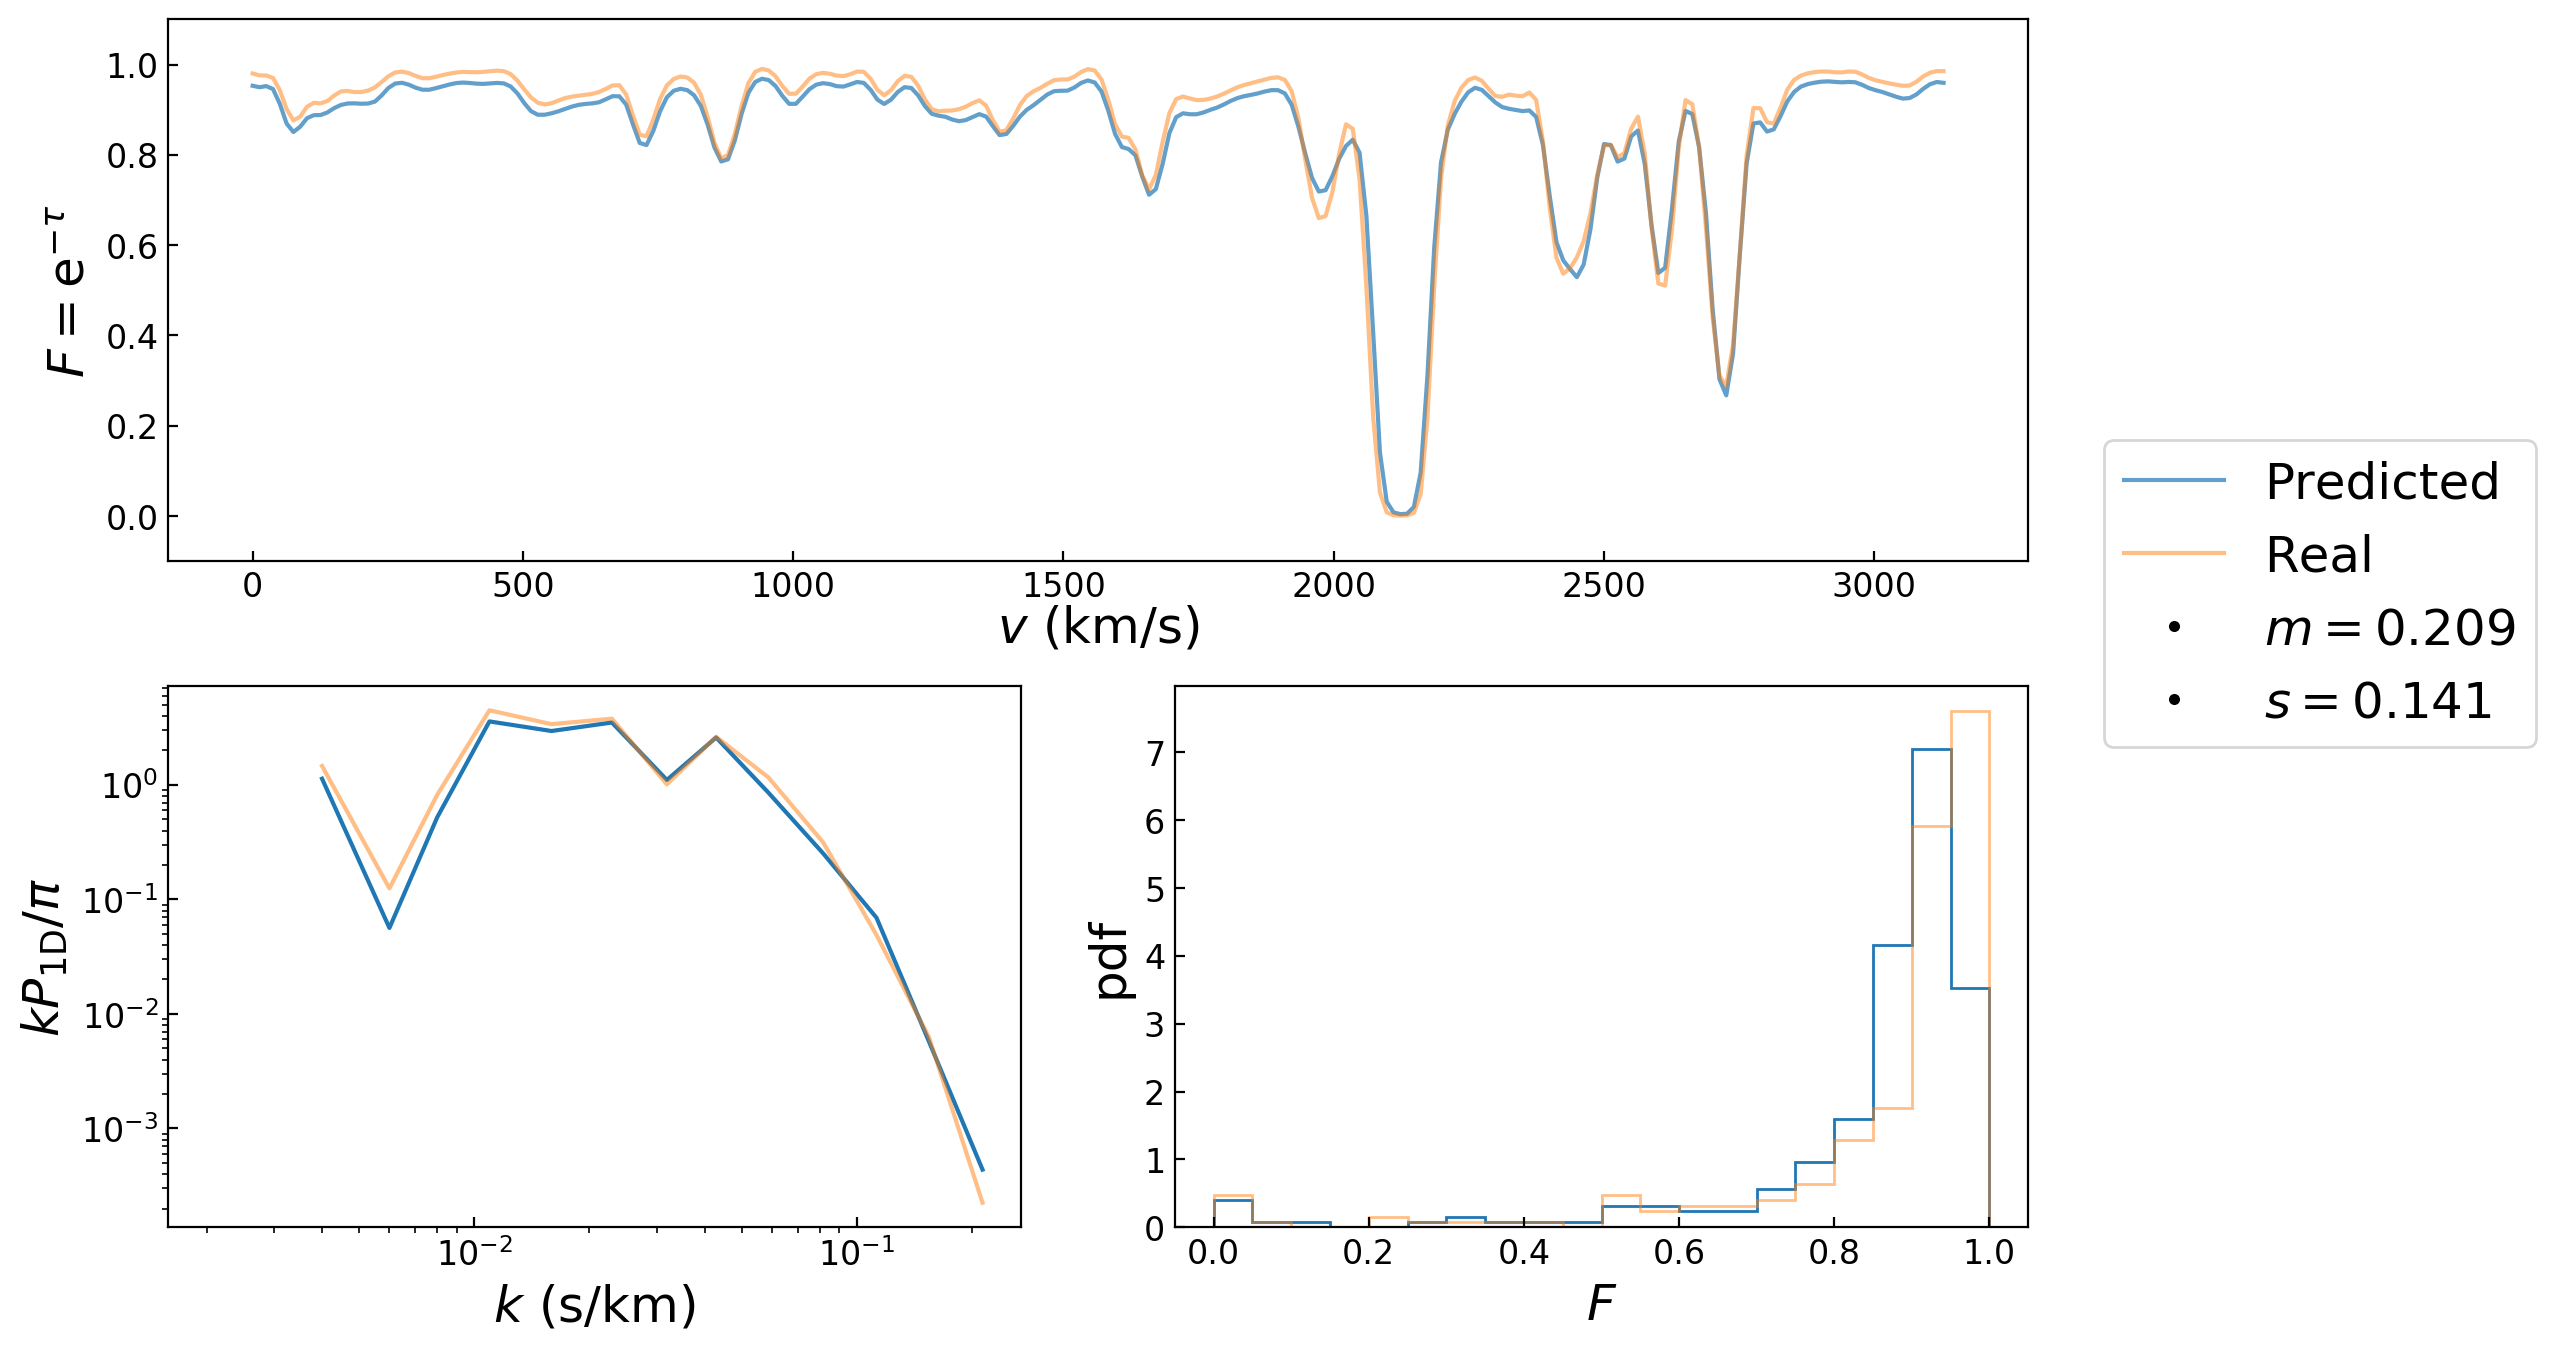 F = e^{-τ}
1.0
0.8
0.6
0.4
0.2
0.0
0 500 1000 1500 2000 2500 3000
v (km/s)
Predicted
Real
m = 0.209
s = 0.141
kP_{1D}/π
10^0
10^{-1}
10^{-2}
10^{-3}
10^{-2} 10^{-1}
k (s/km)
pdf
7
6
5
4
3
2
1
0
0.0 0.2 0.4 0.6 0.8 1.0
F